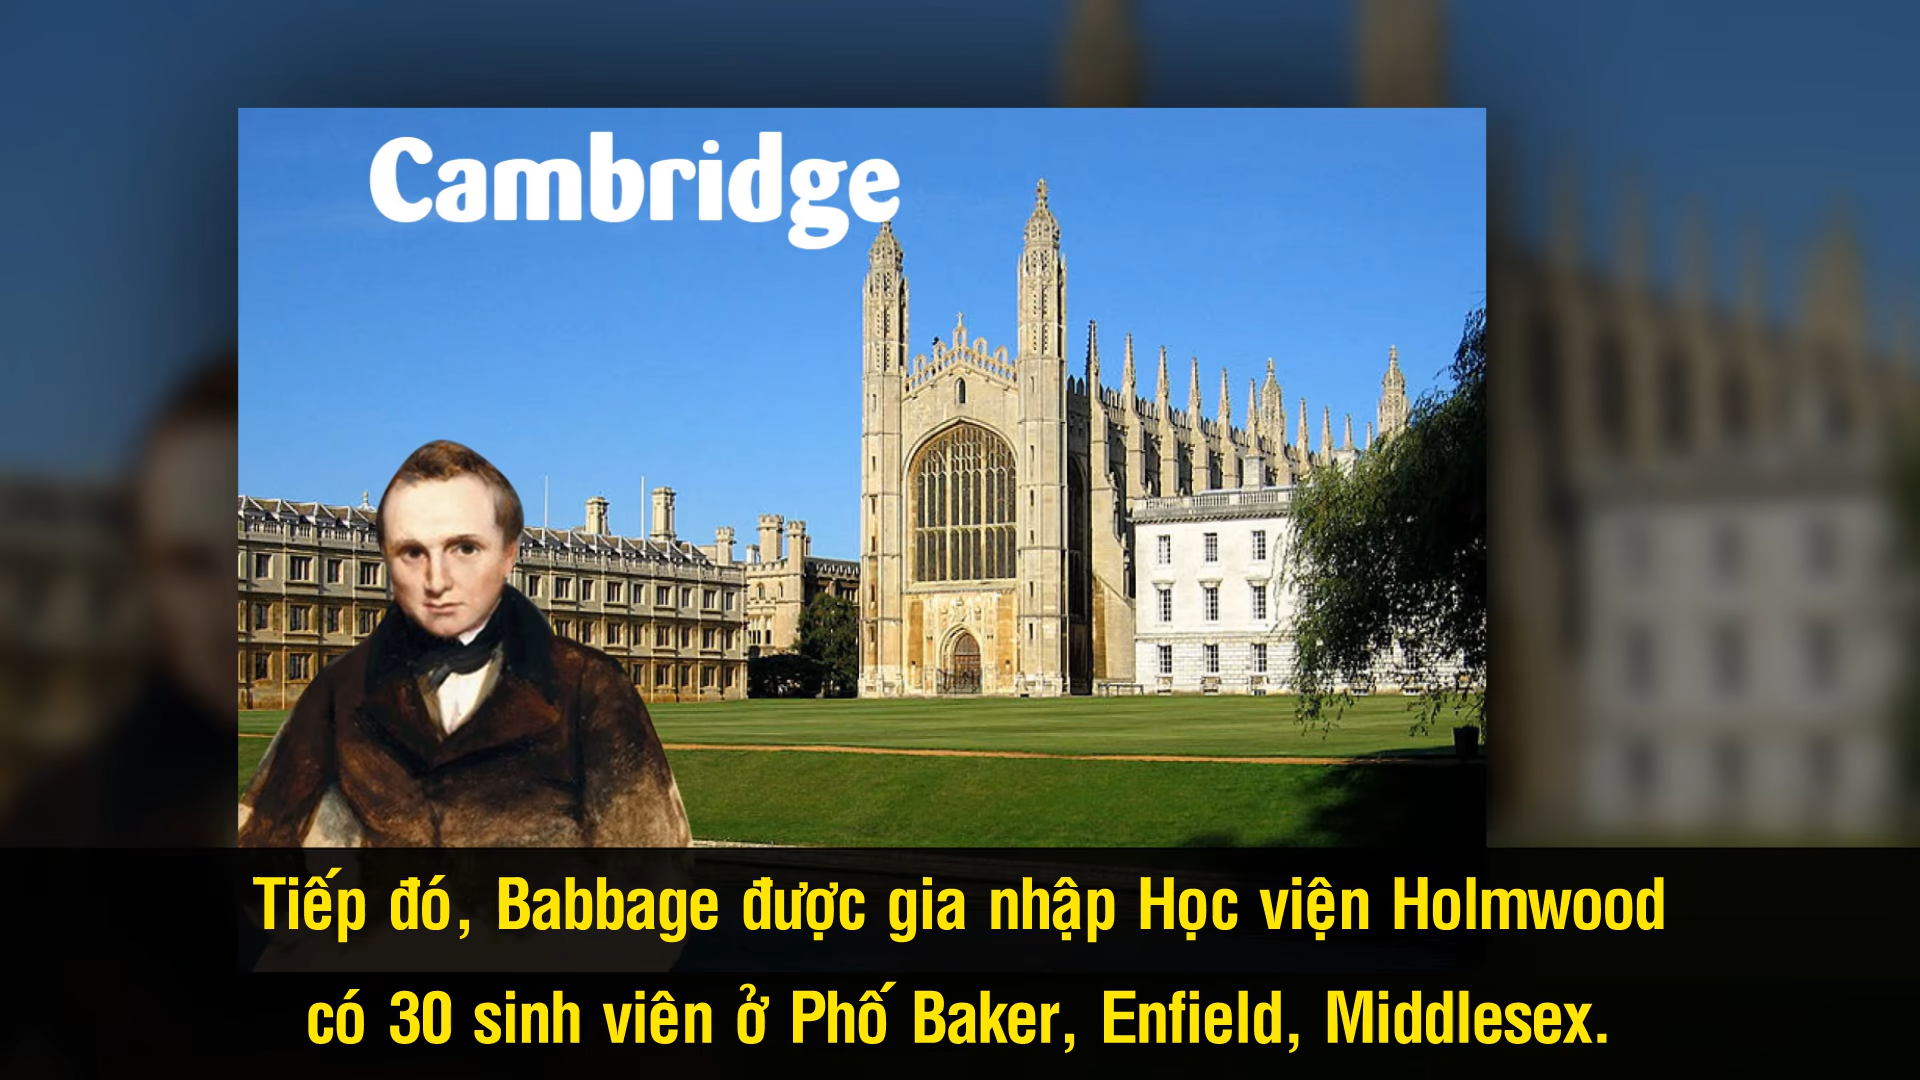 Cambridge
Tiếp đó, Babbage được gia nhập Học viện Holmwood
có 30 sinh viên ở Phố Baker, Enfield, Middlesex.